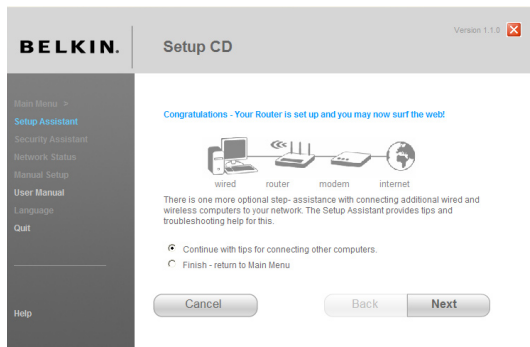 BELKIN.
Setup CD
Version 1.1.0
Main Menu >
Setup Assistant
Security Assistant
Network Status
Manual Setup
User Manual
Language
Quit
Help
Congratulations - Your Router is set up and you may now surf the web!
wired router modem internet
There is one more optional step- assistance with connecting additional wired and
wireless computers to your network. The Setup Assistant provides tips and
troubleshooting help for this.
Continue with tips for connecting other computers.
Finish - return to Main Menu
Cancel
Back
Next